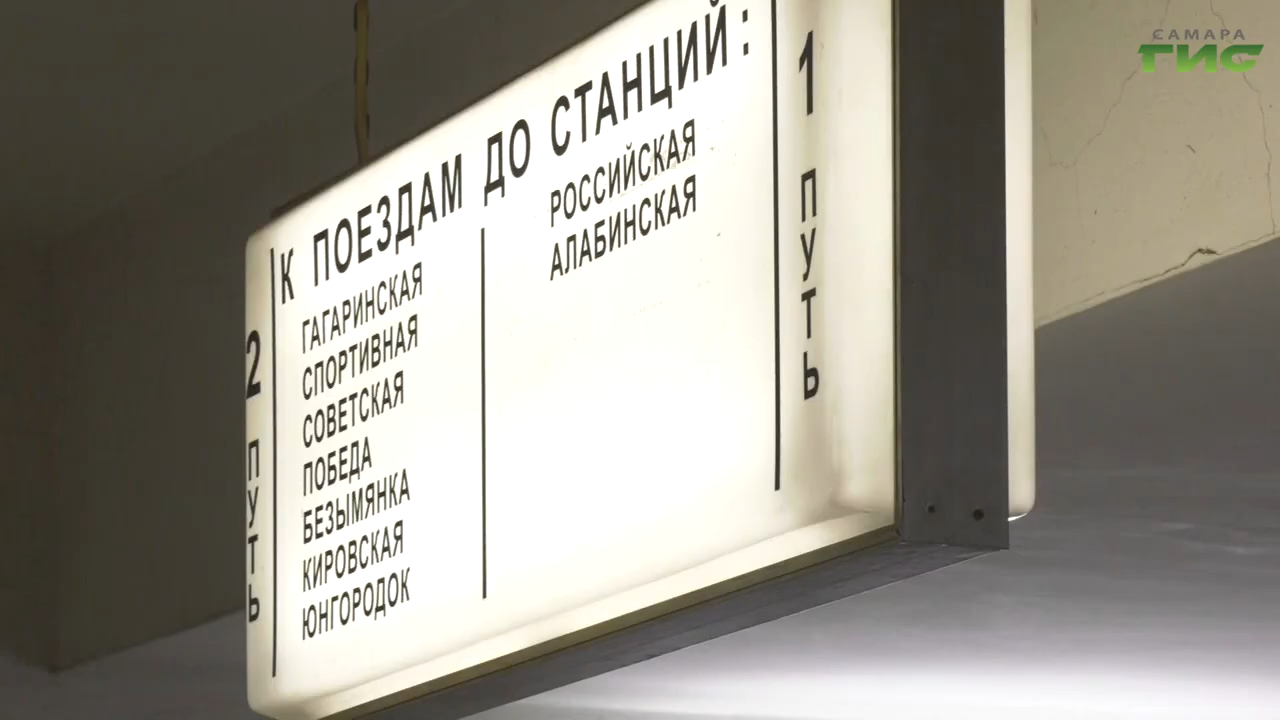 К ПОЕЗДАМ ДО СТАНЦИЙ:
2 ПУТЬ
ГАГАРИНСКАЯ
СПОРТИВНАЯ
СОВЕТСКАЯ
ПОБЕДА
БЕЗЫМЯНКА
КИРОВСКАЯ
ЮНГОРОДОК
РОССИЙСКАЯ
АЛАБИНСКАЯ
1 ПУТЬ
САМАРА
ГИС